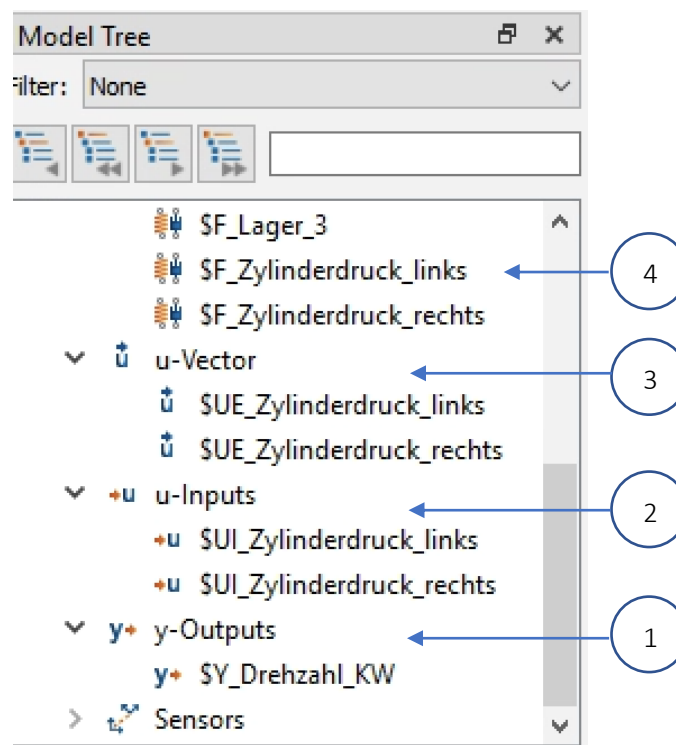 Model Tree
Filter: None
$F_Lager_3
$F_Zylinderdruck_links
4
$F_Zylinderdruck_rechts
u-Vector
3
$UE_Zylinderdruck_links
$UE_Zylinderdruck_rechts
u-Inputs
2
$UI_Zylinderdruck_links
$UI_Zylinderdruck_rechts
y-Outputs
1
$Y_Drehzahl_KW
Sensors